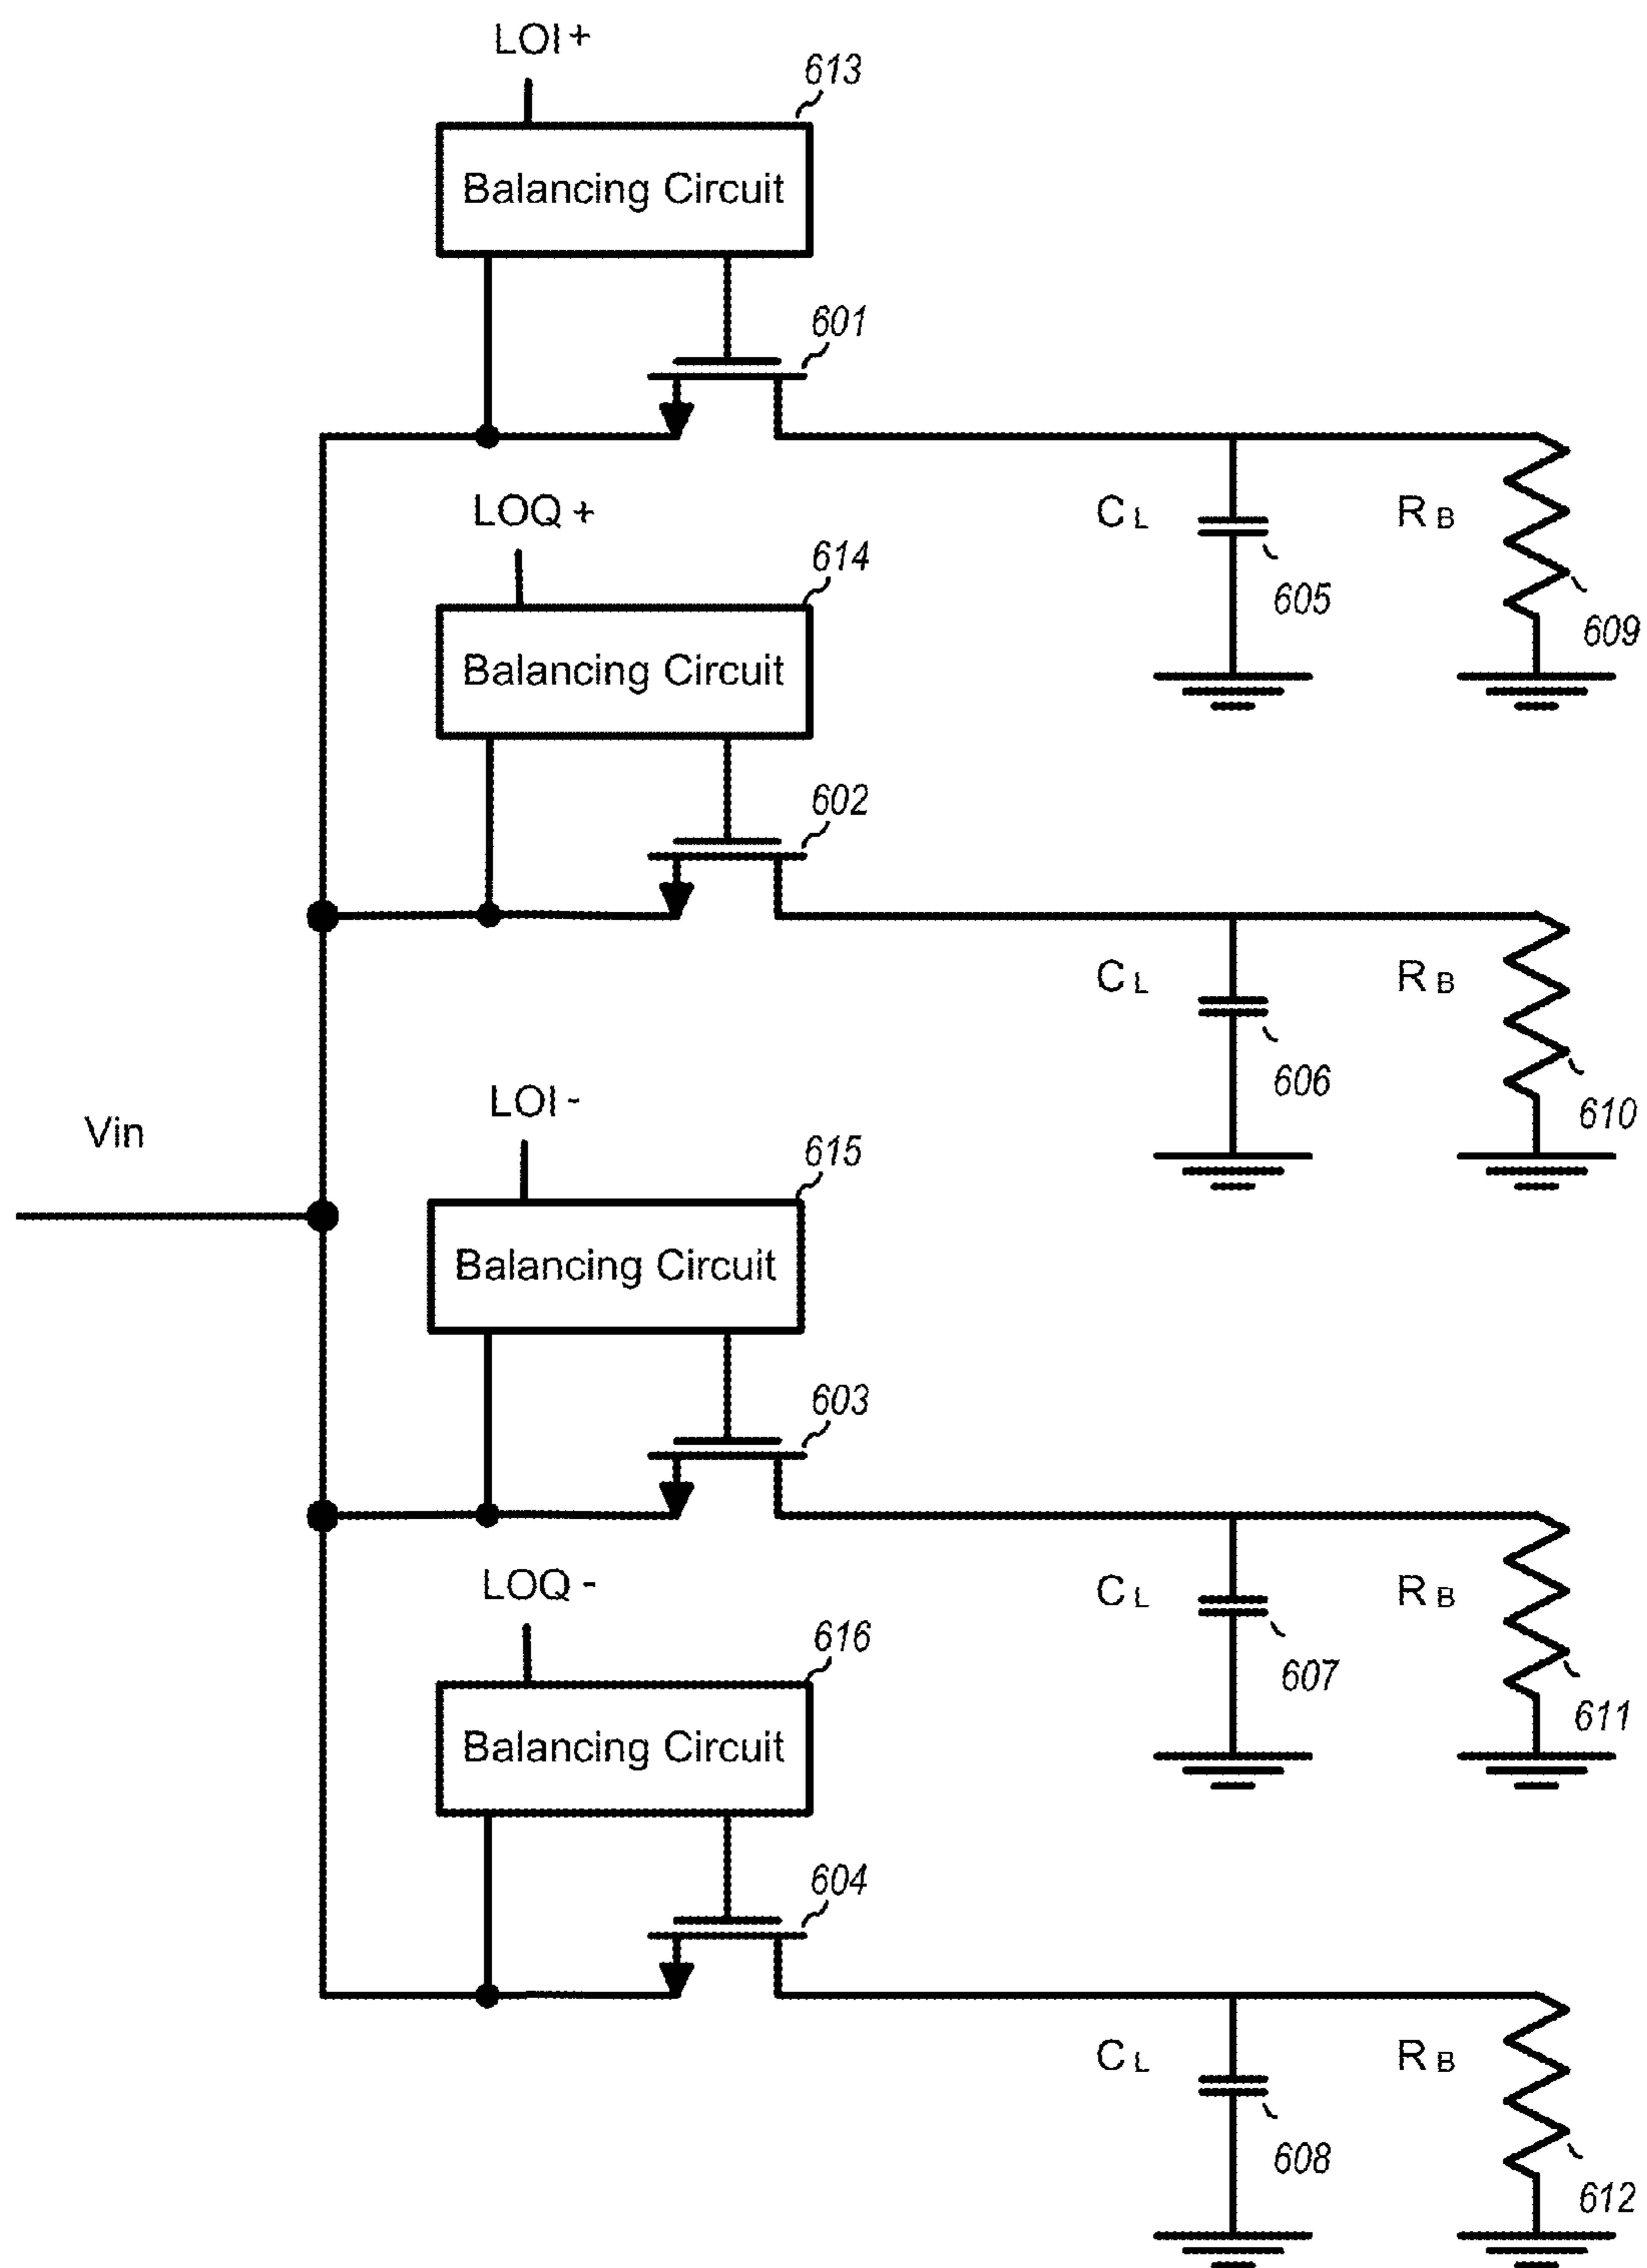 LOI+
613
Balancing Circuit
601
LOQ+
614
CL
RB
605
609
Balancing Circuit
602
CL
RB
606
610
LOI-
Vin
615
Balancing Circuit
603
LOQ-
CL
RB
616
607
611
Balancing Circuit
604
CL
RB
608
612